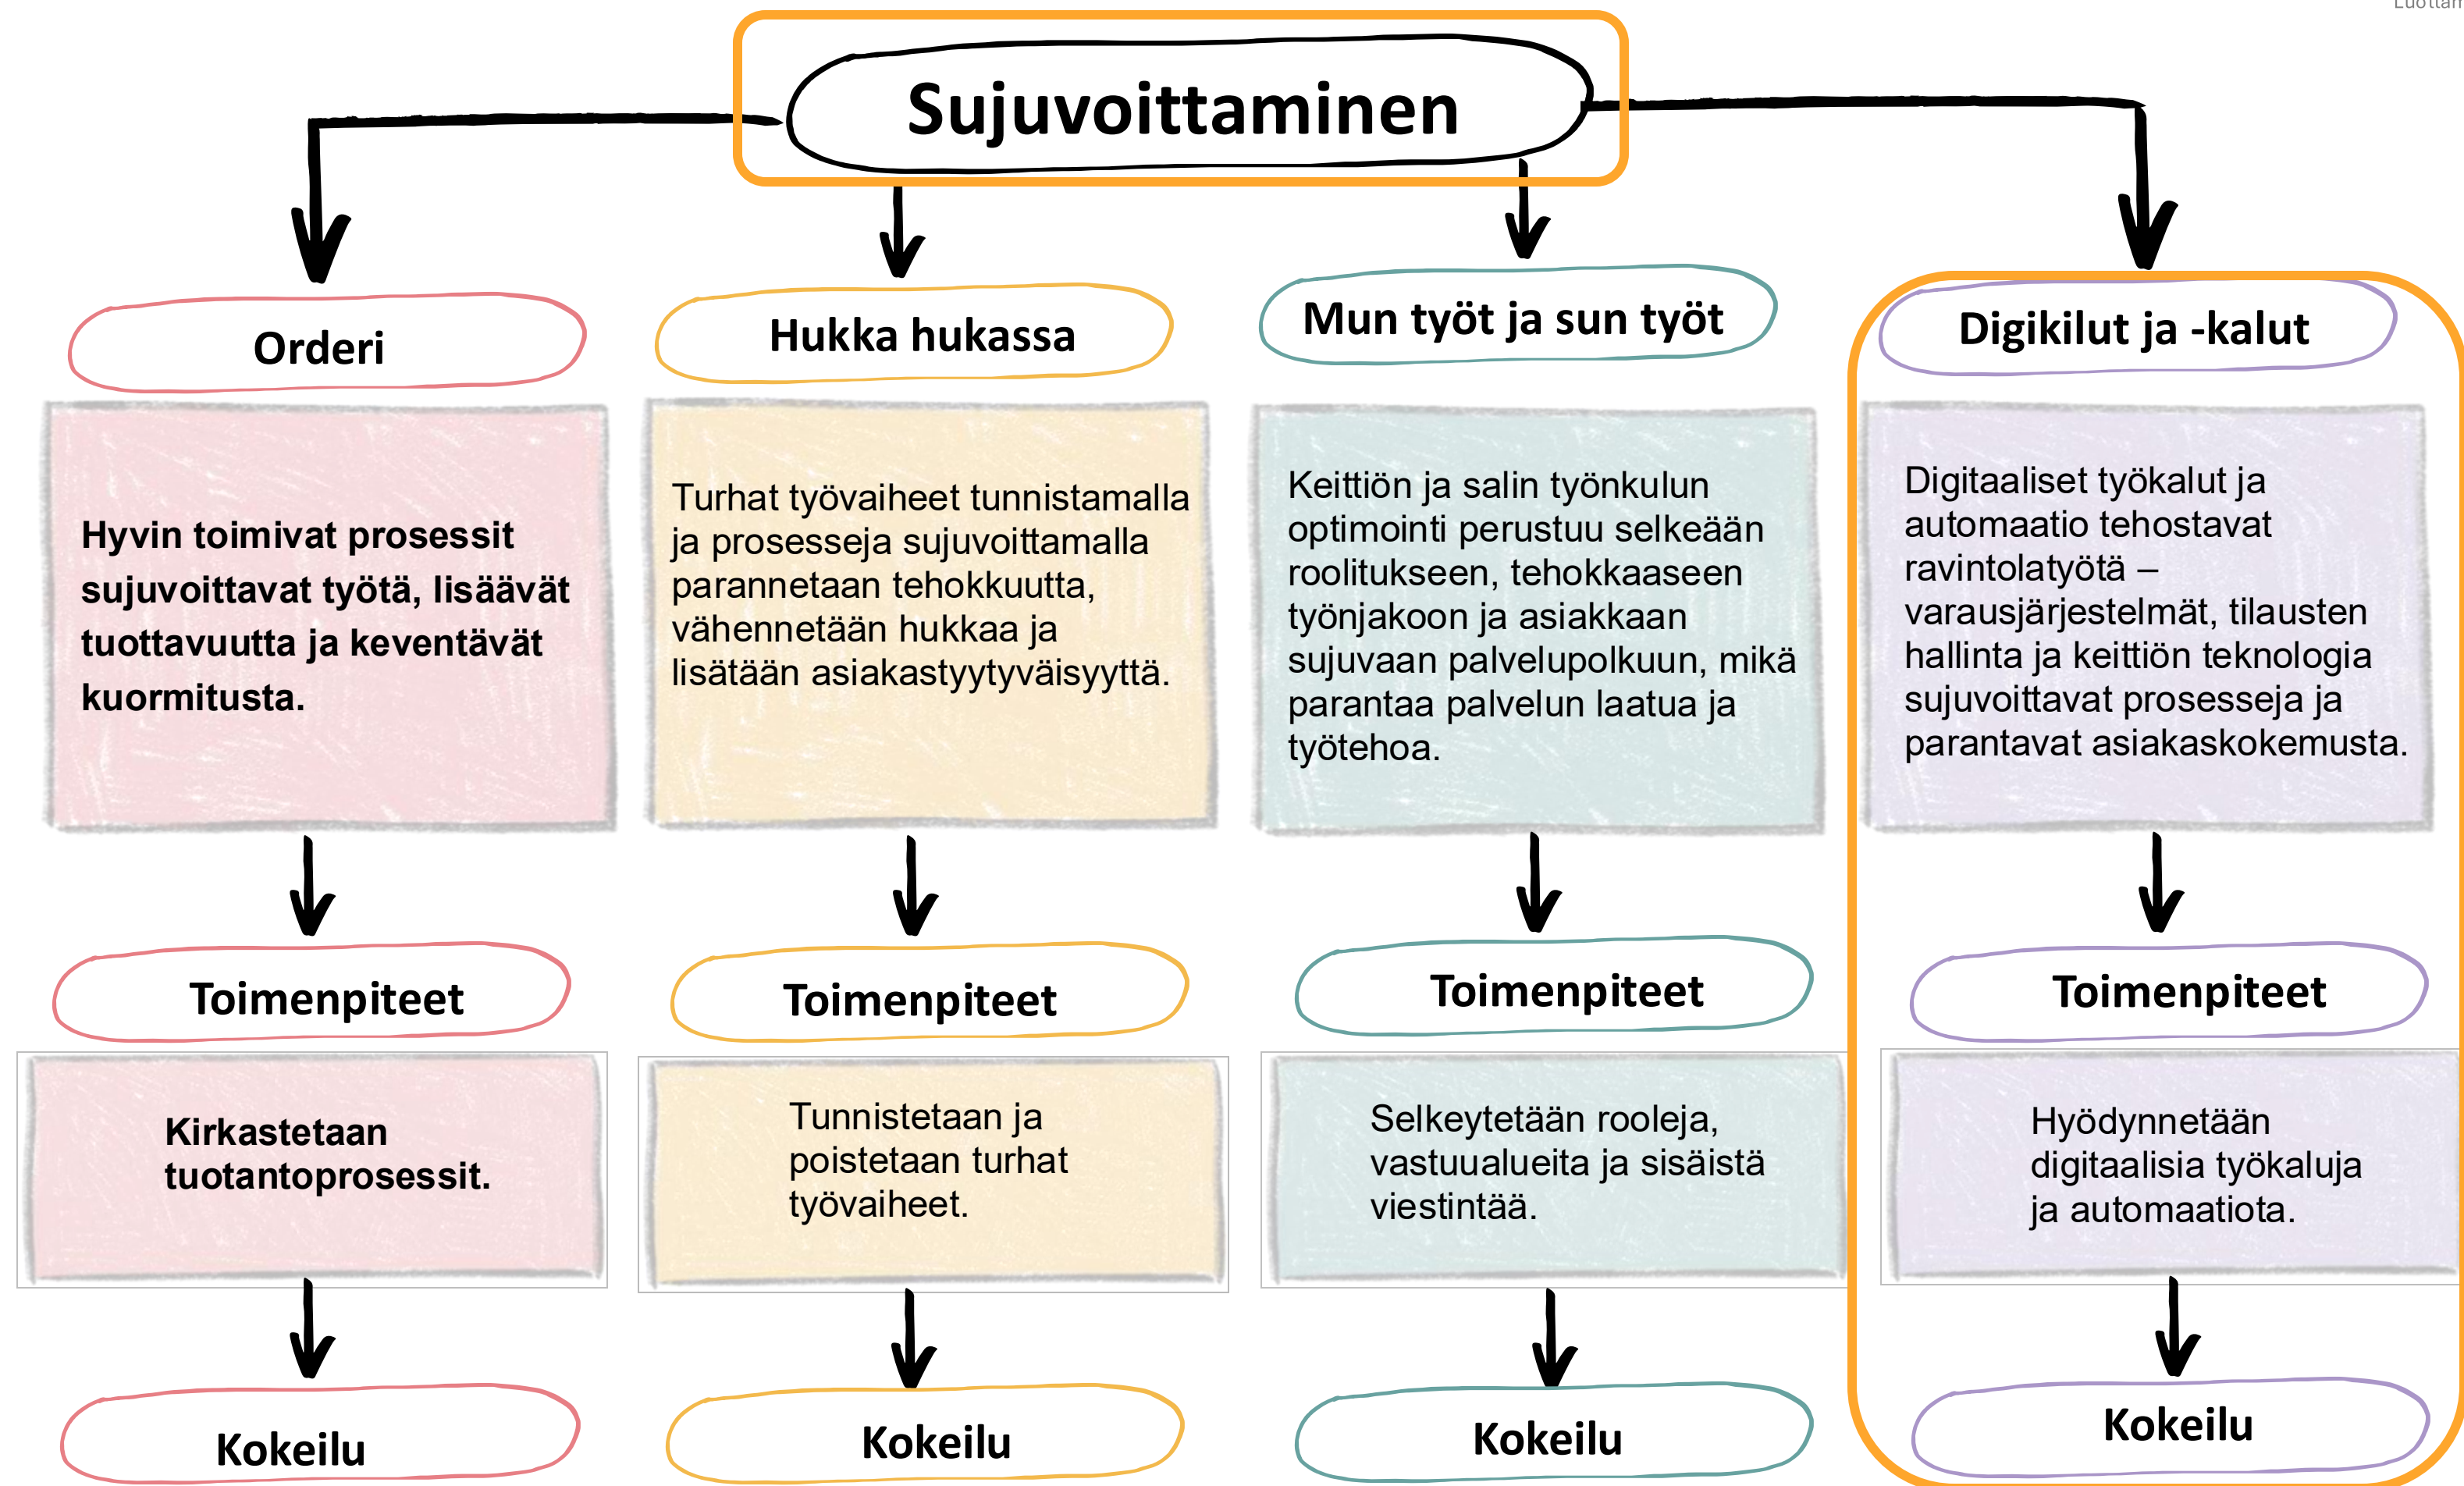 Sujuvoittaminen
Orderi
Hyvin toimivat prosessit
sujuvoittavat työtä, lisäävät
tuottavuutta ja keventävät
kuormitusta.
Toimenpiteet
Kirkastetaan
tuotantoprosessit.
Kokeilu
Hukka hukassa
Turhat työvaiheet tunnistamalla
ja prosesseja sujuvoittamalla
parannetaan tehokkuutta,
vähennetään hukkaa ja
lisätään asiakastyytyväisyyttä.
Toimenpiteet
Tunnistetaan ja
poistetaan turhat
työvaiheet.
Kokeilu
Mun työt ja sun työt
Keittiön ja salin työnkulun
optimointi perustuu selkeään
roolitukseen, tehokkaaseen
työnjakoon ja asiakkaan
sujuvaan palvelupolkuun, mikä
parantaa palvelun laatua ja
työtehoa.
Toimenpiteet
Selkeytetään rooleja,
vastuualueita ja sisäistä
viestintää.
Kokeilu
Digikilut ja -kalut
Digitaaliset työkalut ja
automaatio tehostavat
ravintolatyötä –
varausjärjestelmät, tilausten
hallinta ja keittiön teknologia
sujuvoittavat prosesseja ja
parantavat asiakaskokemusta.
Toimenpiteet
Hyödynnetään
digitaalisia työkaluja
ja automaatiota.
Kokeilu